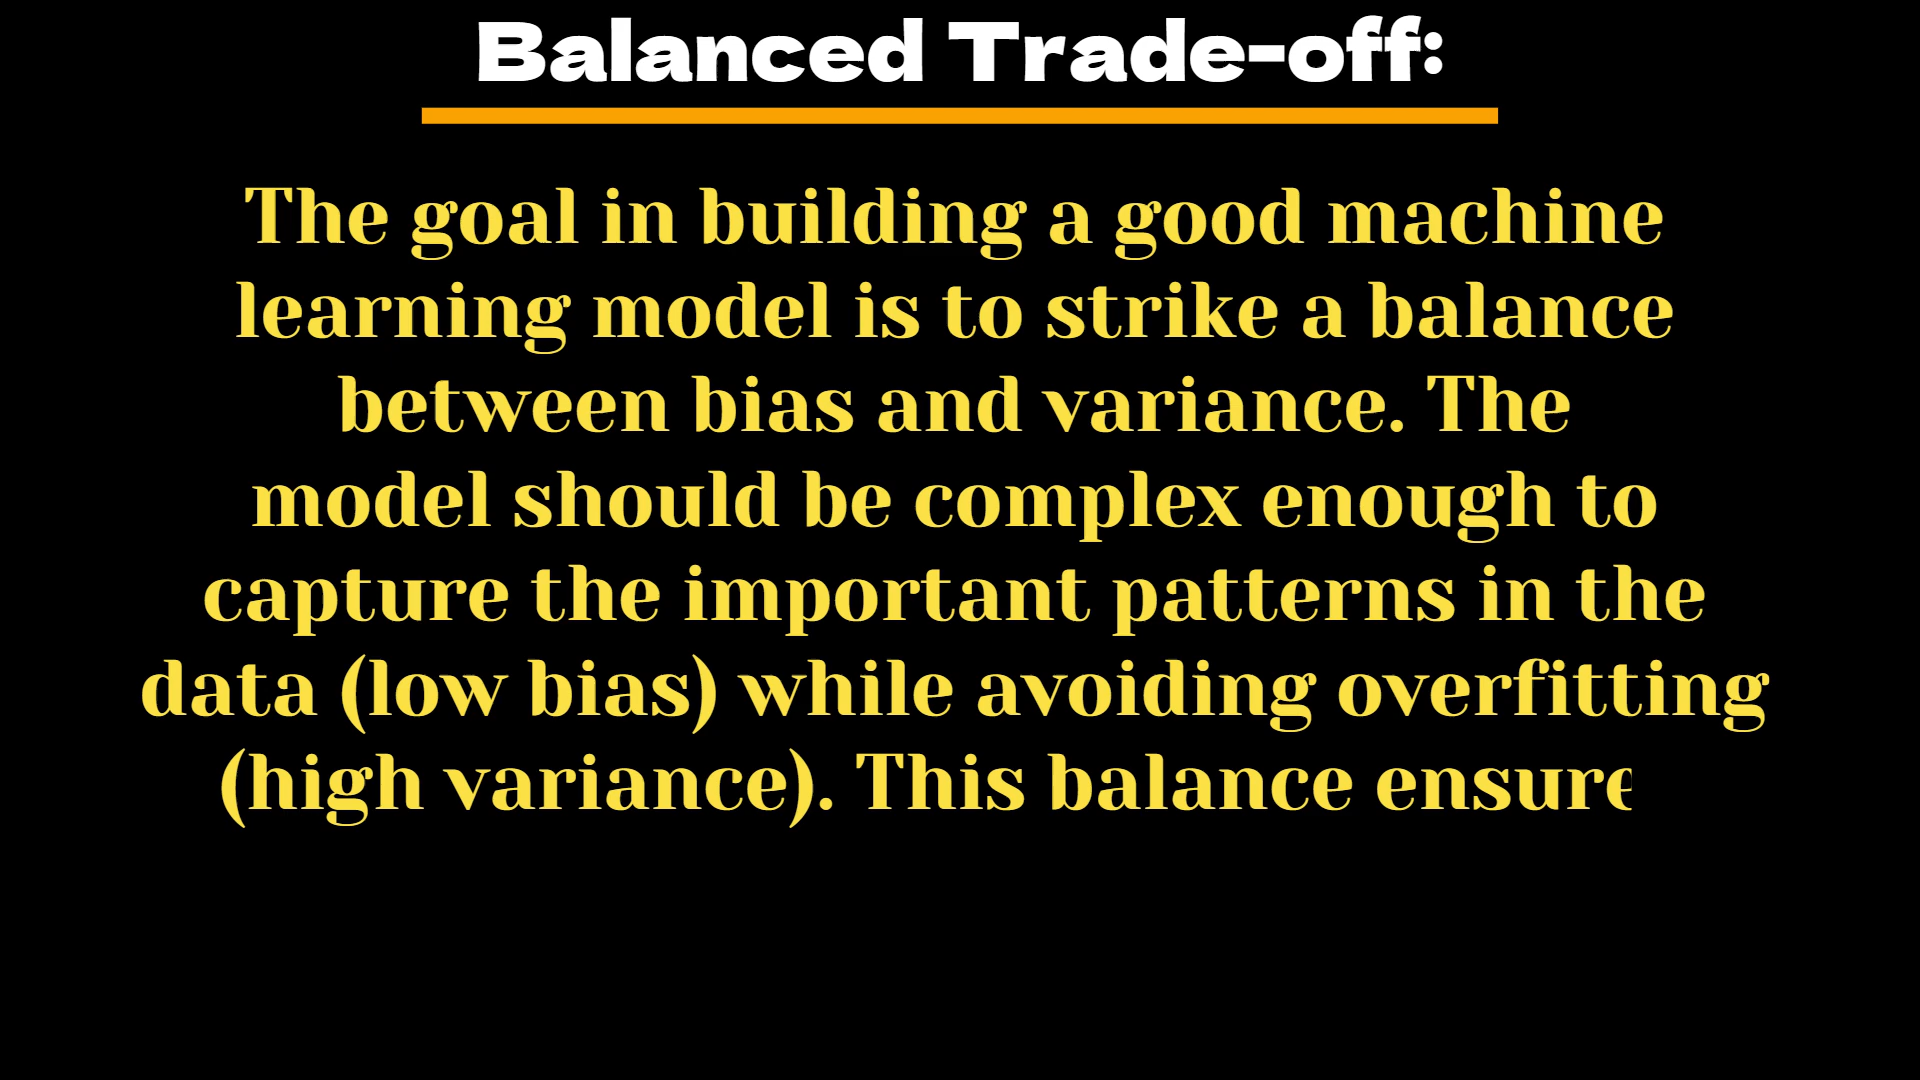 Balanced Trade-off:
The goal in building a good machine
learning model is to strike a balance
between bias and variance. The
model should be complex enough to
capture the important patterns in the
data (low bias) while avoiding overfitting
(high variance). This balance ensure